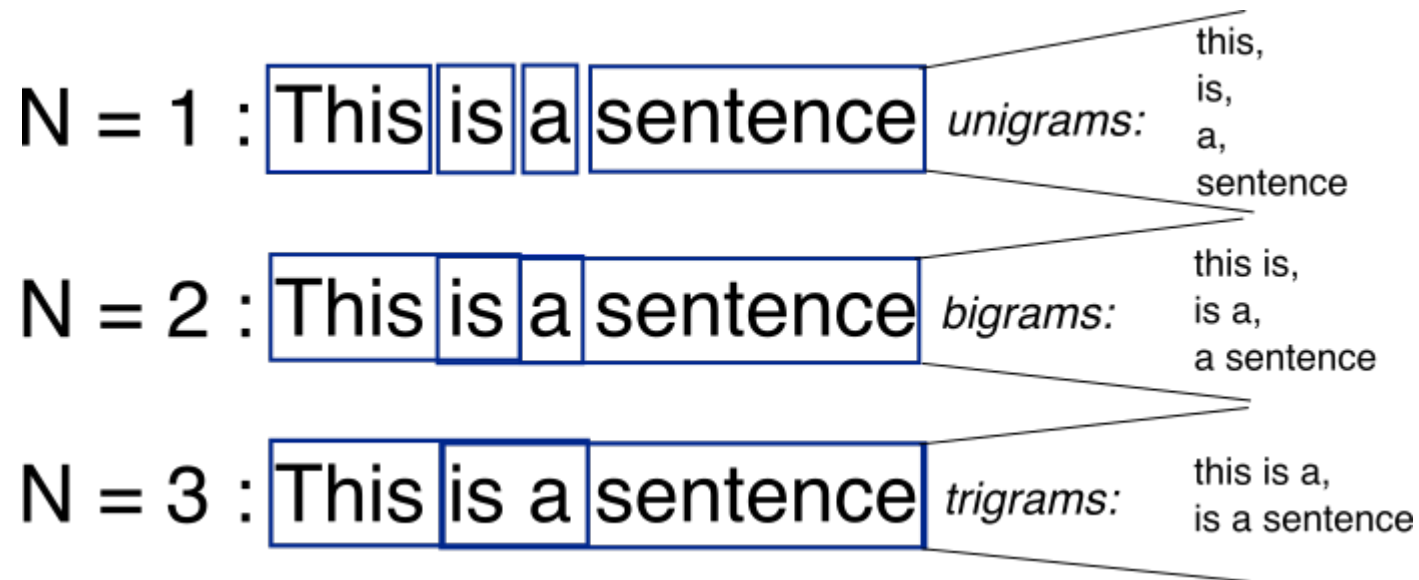 N = 1 : This is a sentence unigrams:
this,
is,
a,
sentence
N = 2 : This is a sentence bigrams:
this is,
is a,
a sentence
N = 3 : This is a sentence trigrams:
this is a,
is a sentence